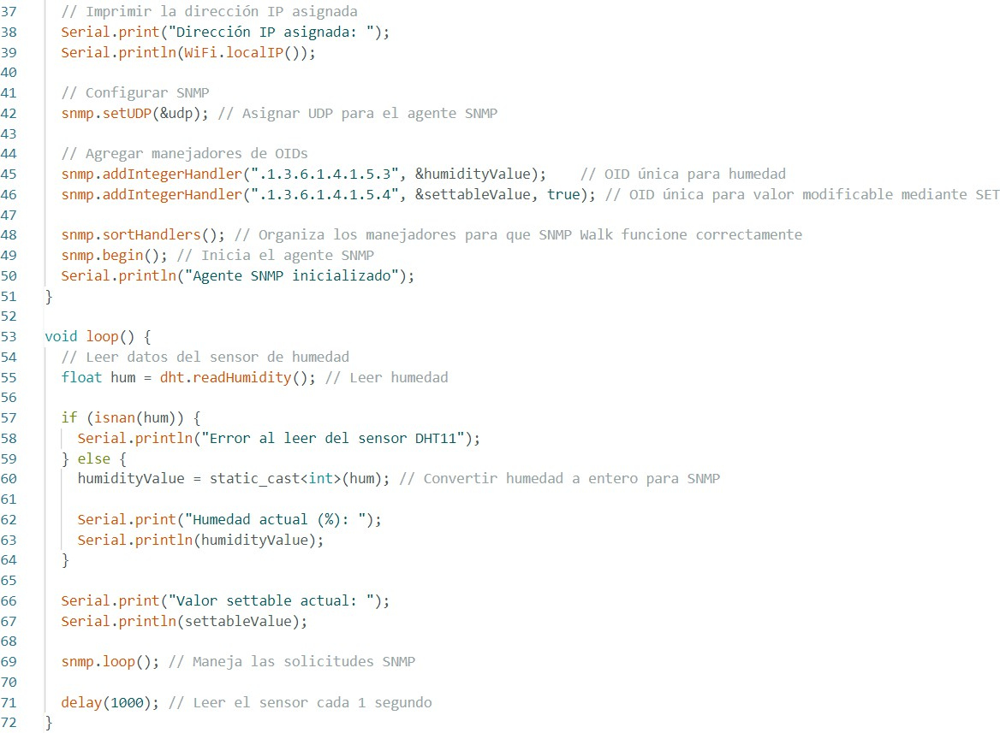 37 // Imprimir la dirección IP asignada
38 Serial.print("Dirección IP asignada: ");
39 Serial.println(WiFi.localIP());
40
41 // Configurar SNMP
42 snmp.setUDP(&udp); // Asignar UDP para el agente SNMP
43
44 // Agregar manejadores de OIDs
45 snmp.addIntegerHandler(".1.3.6.1.4.1.5.3", &humidityValue);    // OID única para humedad
46 snmp.addIntegerHandler(".1.3.6.1.4.1.5.4", &settableValue, true); // OID única para valor modificable mediante SET
47
48 snmp.sortHandlers(); // Organiza los manejadores para que SNMP Walk funcione correctamente
49 snmp.begin(); // Inicia el agente SNMP
50 Serial.println("Agente SNMP inicializado");
51 }
52
53 void loop() {
54 // Leer datos del sensor de humedad
55 float hum = dht.readHumidity(); // Leer humedad
56
57 if (isnan(hum)) {
58 Serial.println("Error al leer del sensor DHT11");
59 } else {
60 humidityValue = static_cast<int>(hum); // Convertir humedad a entero para SNMP
61
62 Serial.print("Humedad actual (%): ");
63 Serial.println(humidityValue);
64 }
65
66 Serial.print("Valor settable actual: ");
67 Serial.println(settableValue);
68
69 snmp.loop(); // Maneja las solicitudes SNMP
70
71 delay(1000); // Leer el sensor cada 1 segundo
72 }